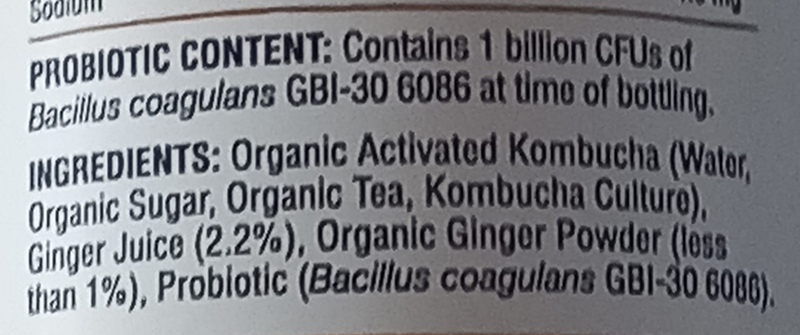 Sodium
mg
PROBIOTIC CONTENT: Contains 1 billion CFUs of
Bacillus coagulans GBI-30 6086 at time of bottling.
INGREDIENTS: Organic Activated Kombucha (Water,
Organic Sugar, Organic Tea, Kombucha Culture),
Ginger Juice (2.2%), Organic Ginger Powder (less
than 1%), Probiotic (Bacillus coagulans GBI-30 6086).